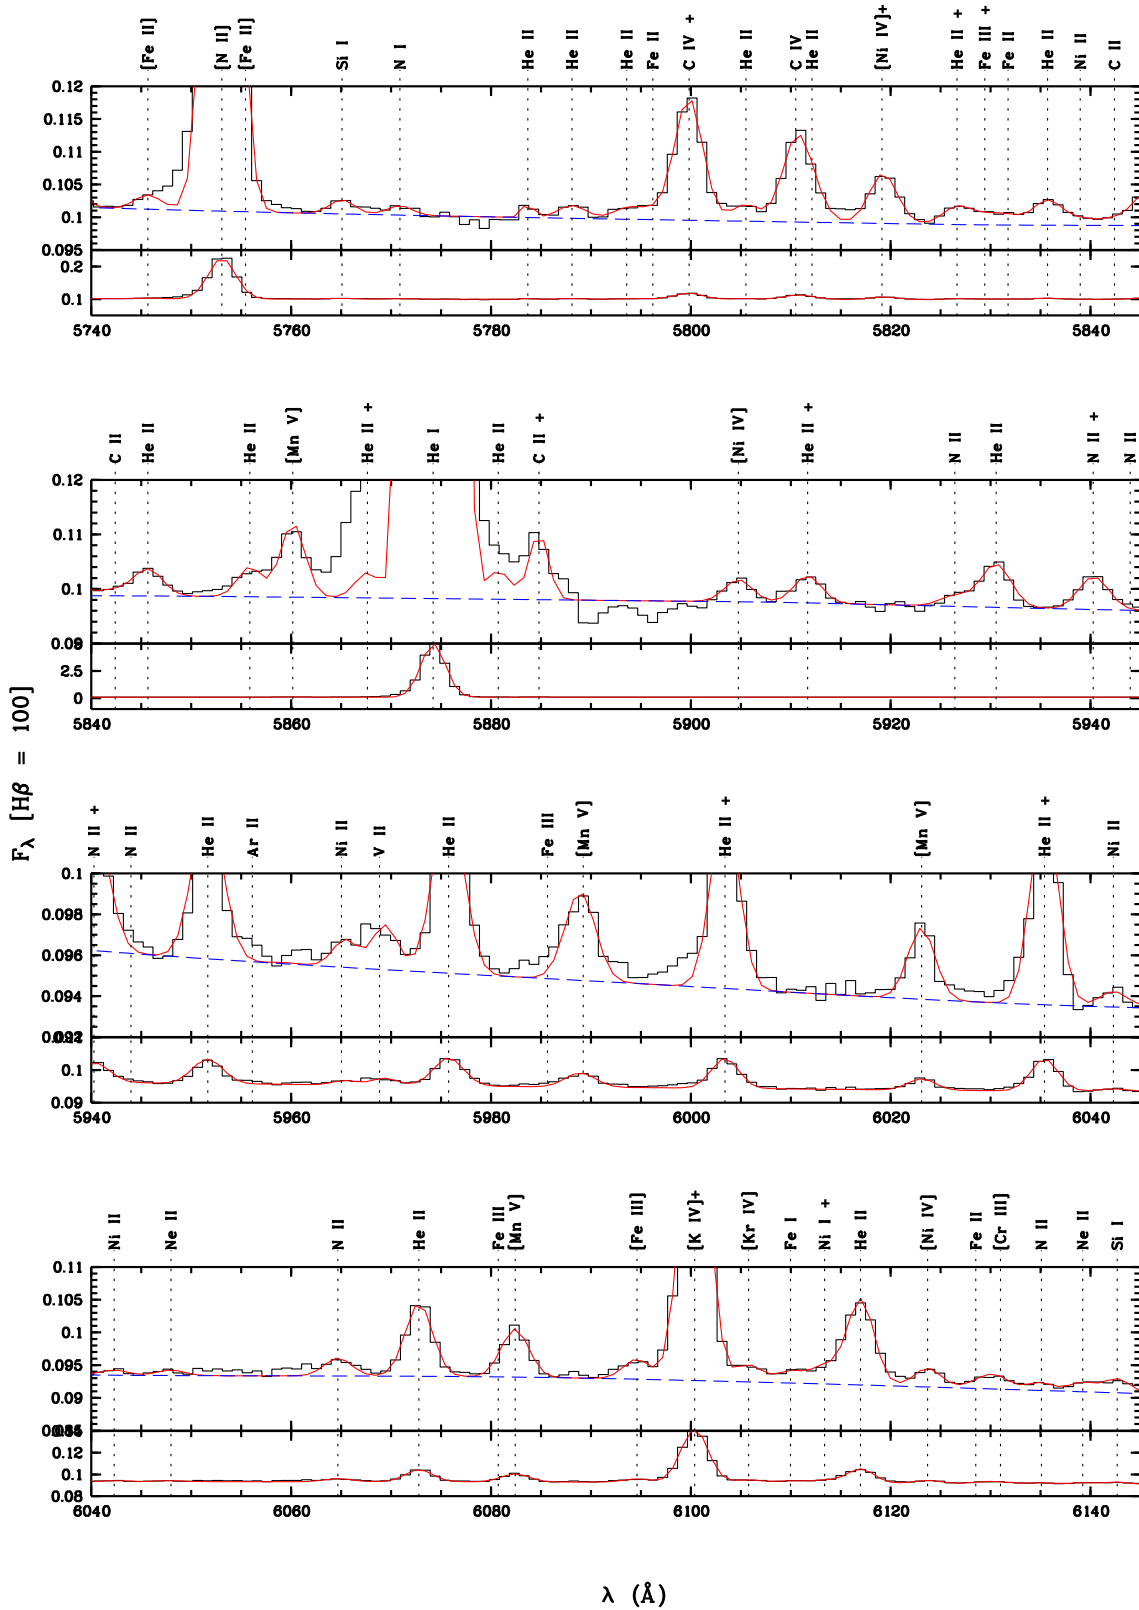 [Fe II] [N II] [Fe II] Si I N I He II He II He II Fe II C IV + He II C IV He II [Ni IV]+ He II + Fe III + Fe II He II Ni II C II
0.12
0.115
0.11
0.105
0.1
0.095
0.2
0.1
5740 5760 5780 5800 5820 5840
C II He II He II [Mn V] He II + He I He II C II + [Ni IV] He II + N II He II N II + N II
0.12
0.11
0.1
0.09
2.5
0
5840 5860 5880 5900 5920 5940
N II + N II He II Ar II Ni II V II He II Fe III [Mn V] He II + [Mn V] He II + Ni II
0.1
0.098
0.096
0.094
0.092
0.1
0.09
5940 5960 5980 6000 6020 6040
Ni II Ne II N II He II Fe III [Mn V] [Fe III] [K IV]+ [Kr IV] Fe I Ni I + He II [Ni IV] Fe II [Cr III] N II Ne II Si I
0.11
0.105
0.1
0.095
0.09
0.12
0.1
0.08
6040 6060 6080 6100 6120 6140
Fλ [Hβ = 100]
λ (Å)